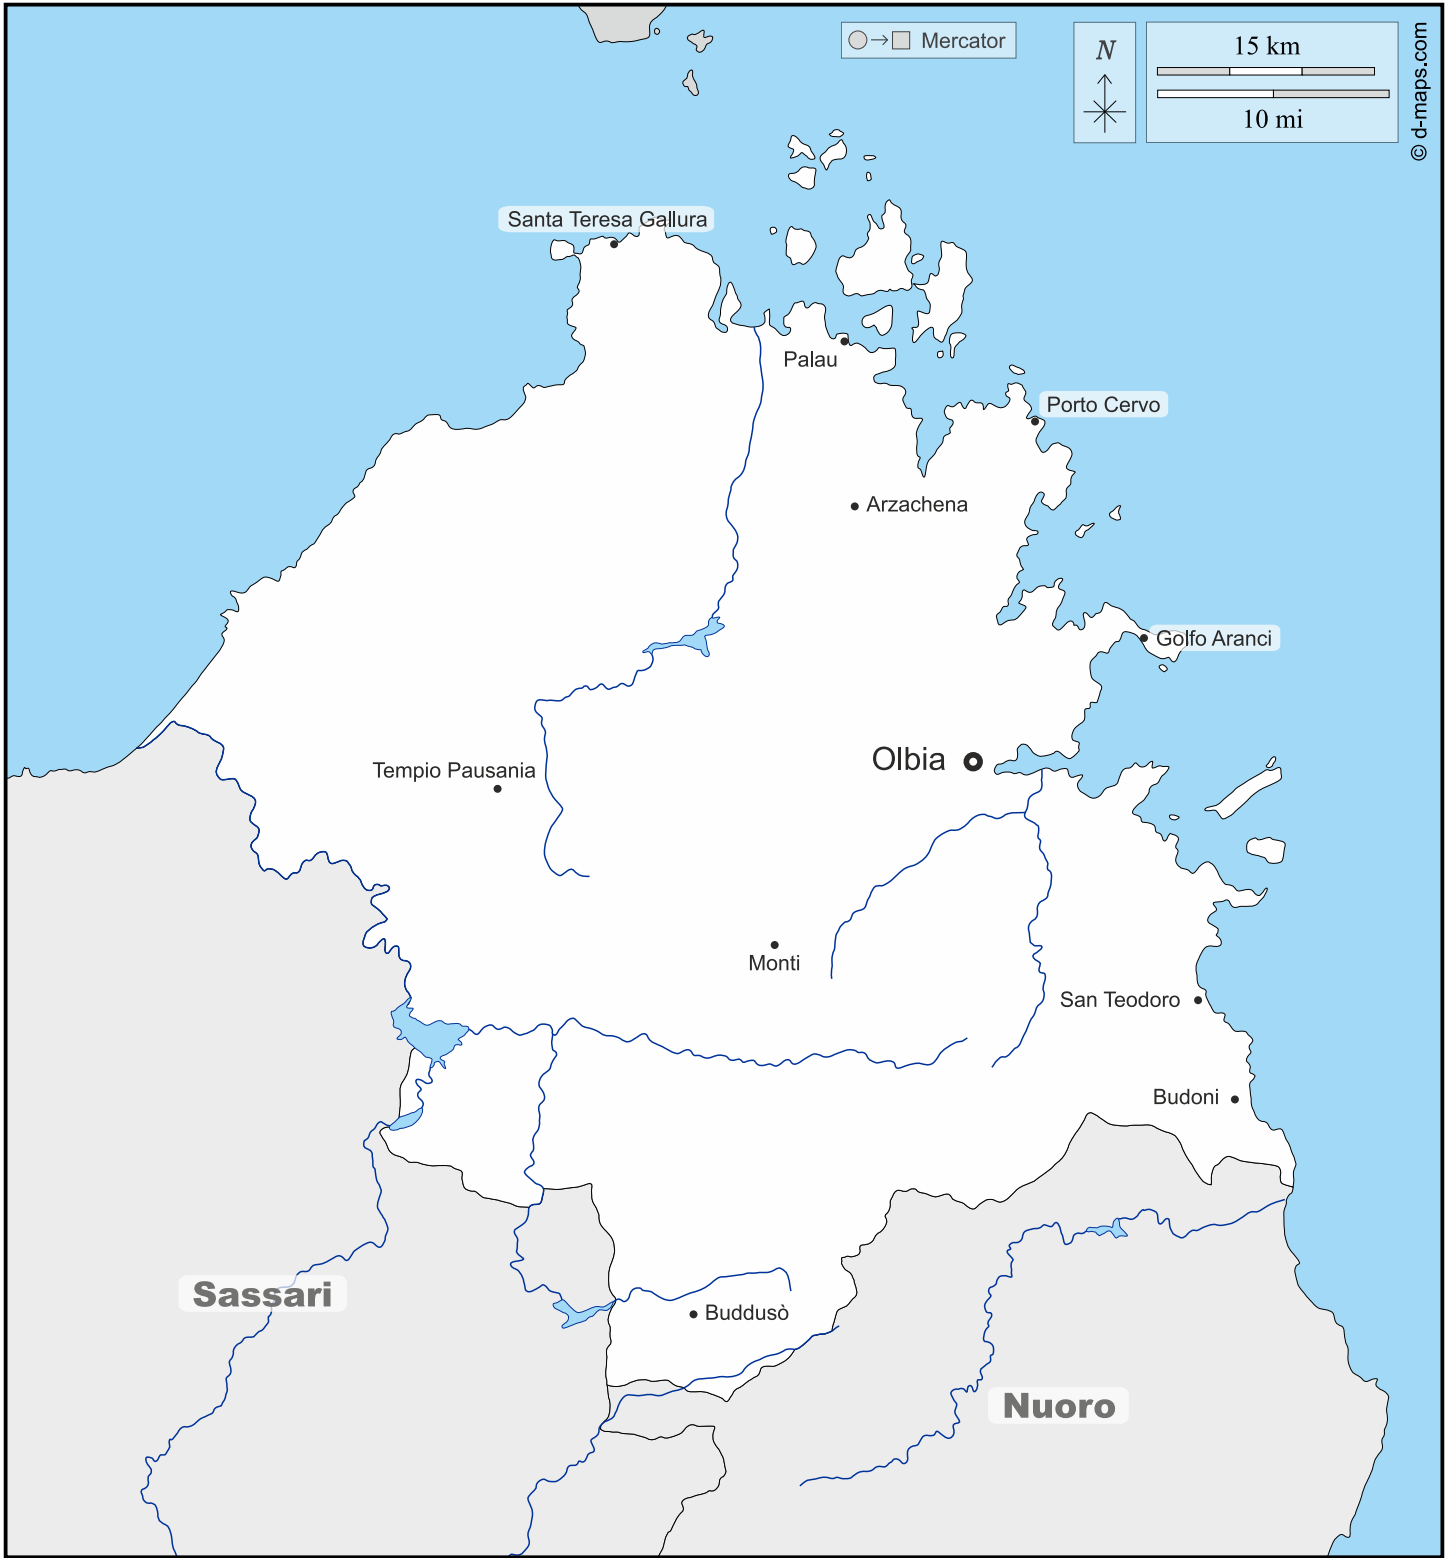 Mercator
N
15 km
10 mi
© d-maps.com
Santa Teresa Gallura
Palau
Porto Cervo
Arzachena
Golfo Aranci
Olbia
Tempio Pausania
Monti
San Teodoro
Budoni
Sassari
Buddusò
Nuoro